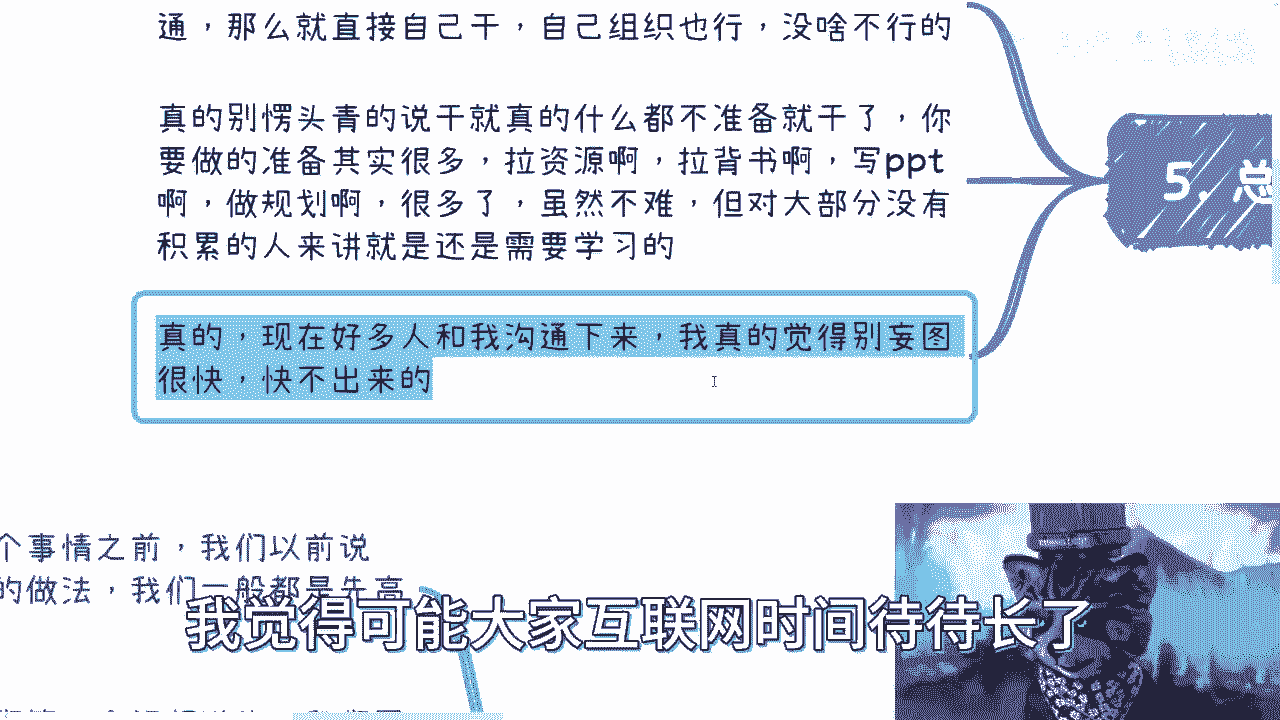 通，那么就直接自己干，自己组织也行，没啥不行的
真的别愣头青的说干就真的什么都不准备就干了，你
要做的准备其实很多，拉资源啊，拉背书啊，写ppt
啊，做规划啊，很多了，虽然不难，但对大部分没有
积累的人来讲就是还是需要学习的
真的，现在好多人和我沟通下来，我真的觉得别妄图
很快，快不出来的
5. 总
个事情之前，我们以前说
的做法，我们一般都是先高
我觉得可能大家互联网时间待待长了